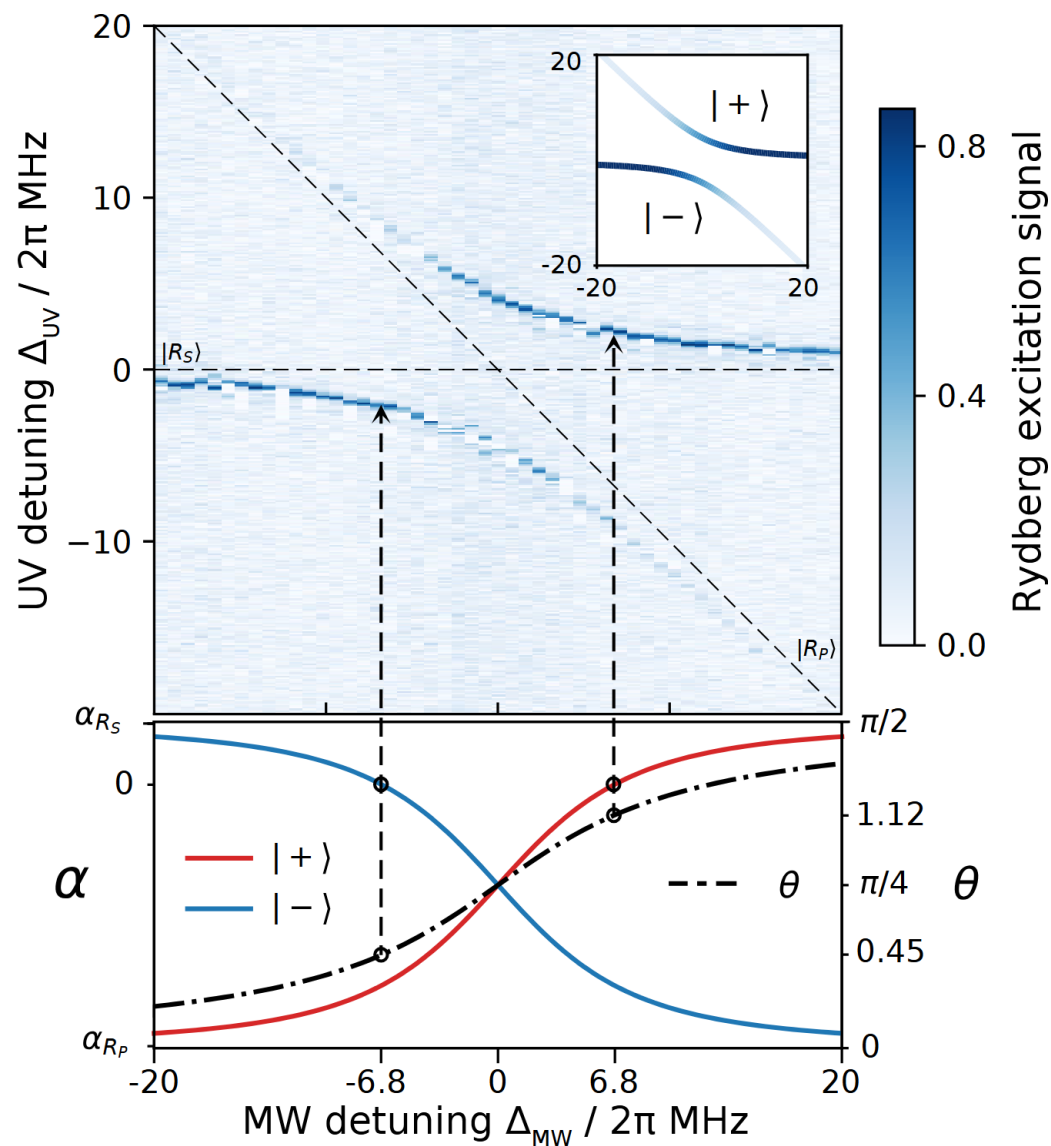 20
10
0
−10
UV detuning Δ_UV / 2π MHz
|R_S⟩
|R_P⟩
20
-20
-20
20
|+⟩
|−⟩
0.8
0.4
0.0
Rydberg excitation signal
α_{R_S}
0
α_{R_P}
α
|+⟩
|−⟩
θ
π/2
1.12
π/4
0.45
0
θ
-20
-6.8
0
6.8
20
MW detuning Δ_MW / 2π MHz